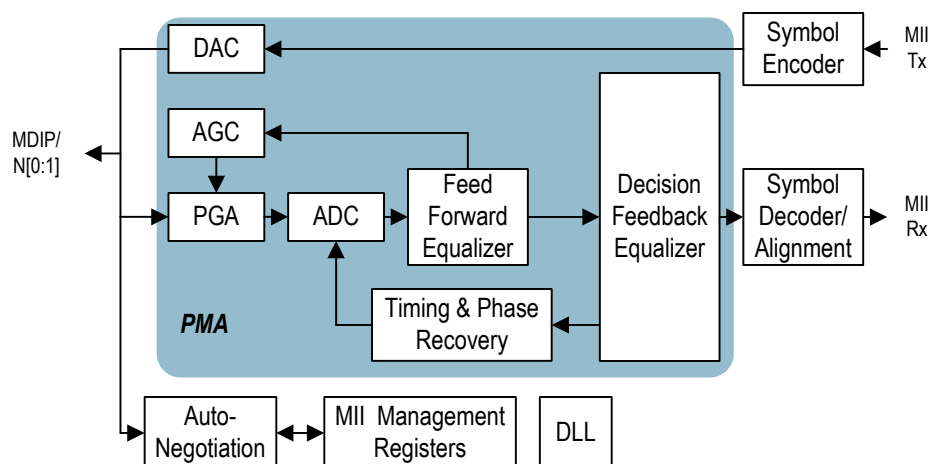 DAC
Symbol
Encoder
MII
Tx
AGC
MDIP/
N[0:1]
PGA
ADC
Feed
Forward
Equalizer
Decision
Feedback
Equalizer
Symbol
Decoder/
Alignment
MII
Rx
PMA
Timing & Phase
Recovery
Auto-
Negotiation
MII Management
Registers
DLL